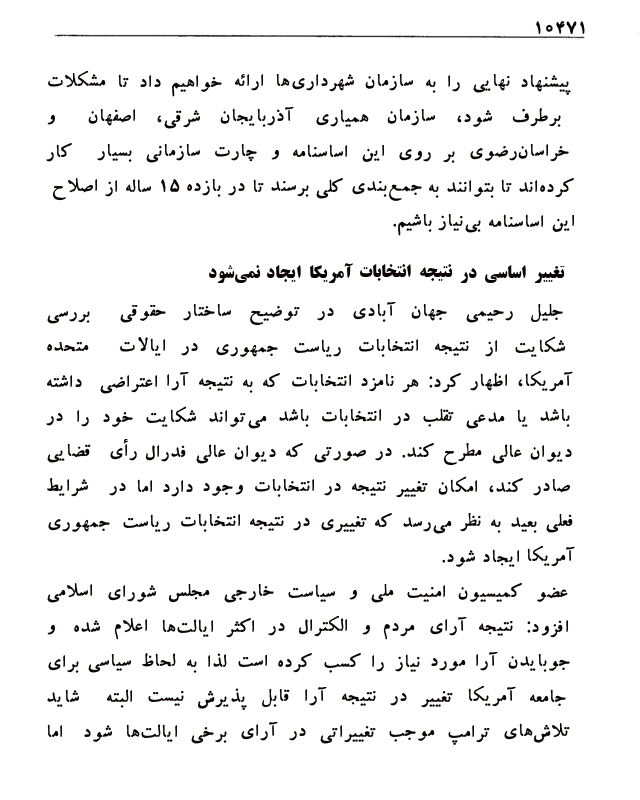 ۱۰۴۷۱
پیشنهاد نهایی را به سازمان شهرداری‌ها ارائه خواهیم داد تا مشکلات
برطرف شود، سازمان همیاری آذربایجان شرقی، اصفهان و
خراسان‌رضوی بر روی این اساسنامه و چارت سازمانی بسیار کار
کرده‌اند تا بتوانند به جمع‌بندی کلی برسند تا در بازده ۱۵ ساله از اصلاح
این اساسنامه بی‌نیاز باشیم.
تغییر اساسی در نتیجه انتخابات آمریکا ایجاد نمی‌شود
جلیل رحیمی جهان آبادی در توضیح ساختار حقوقی بررسی
شکایت از نتیجه انتخابات ریاست جمهوری در ایالات متحده
آمریکا، اظهار کرد: هر نامزد انتخابات که به نتیجه آرا اعتراضی داشته
باشد یا مدعی تقلب در انتخابات باشد می‌تواند شکایت خود را در
دیوان عالی مطرح کند. در صورتی که دیوان عالی فدرال رأی قضایی
صادر کند، امکان تغییر نتیجه در انتخابات وجود دارد اما در شرایط
فعلی بعید به نظر می‌رسد که تغییری در نتیجه انتخابات ریاست جمهوری
آمریکا ایجاد شود.
عضو کمیسیون امنیت ملی و سیاست خارجی مجلس شورای اسلامی
افزود: نتیجه آرای مردم و الکترال در اکثر ایالت‌ها اعلام شده و
جوبایدن آرا مورد نیاز را کسب کرده است لذا به لحاظ سیاسی برای
جامعه آمریکا تغییر در نتیجه آرا قابل پذیرش نیست البته شاید
تلاش‌های ترامپ موجب تغییراتی در آرای برخی ایالت‌ها شود اما